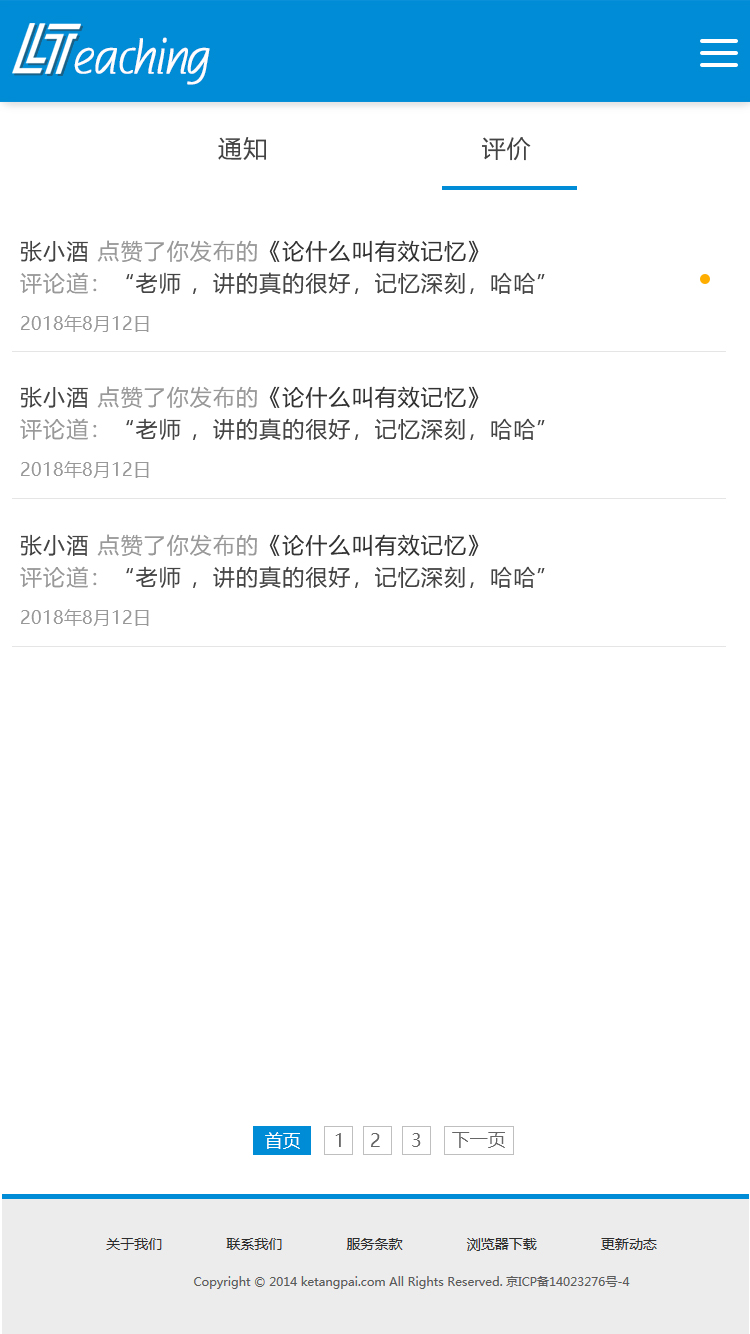 LTeaching
通知 评价
张小酒 点赞了你发布的《论什么叫有效记忆》
评论道：“老师 ，讲的真的很好，记忆深刻，哈哈”
2018年8月12日
张小酒 点赞了你发布的《论什么叫有效记忆》
评论道：“老师 ，讲的真的很好，记忆深刻，哈哈”
2018年8月12日
张小酒 点赞了你发布的《论什么叫有效记忆》
评论道：“老师 ，讲的真的很好，记忆深刻，哈哈”
2018年8月12日
首页 1 2 3 下一页
关于我们 联系我们 服务条款 浏览器下载 更新动态
Copyright © 2014 ketangpai.com All Rights Reserved. 京ICP备14023276号-4